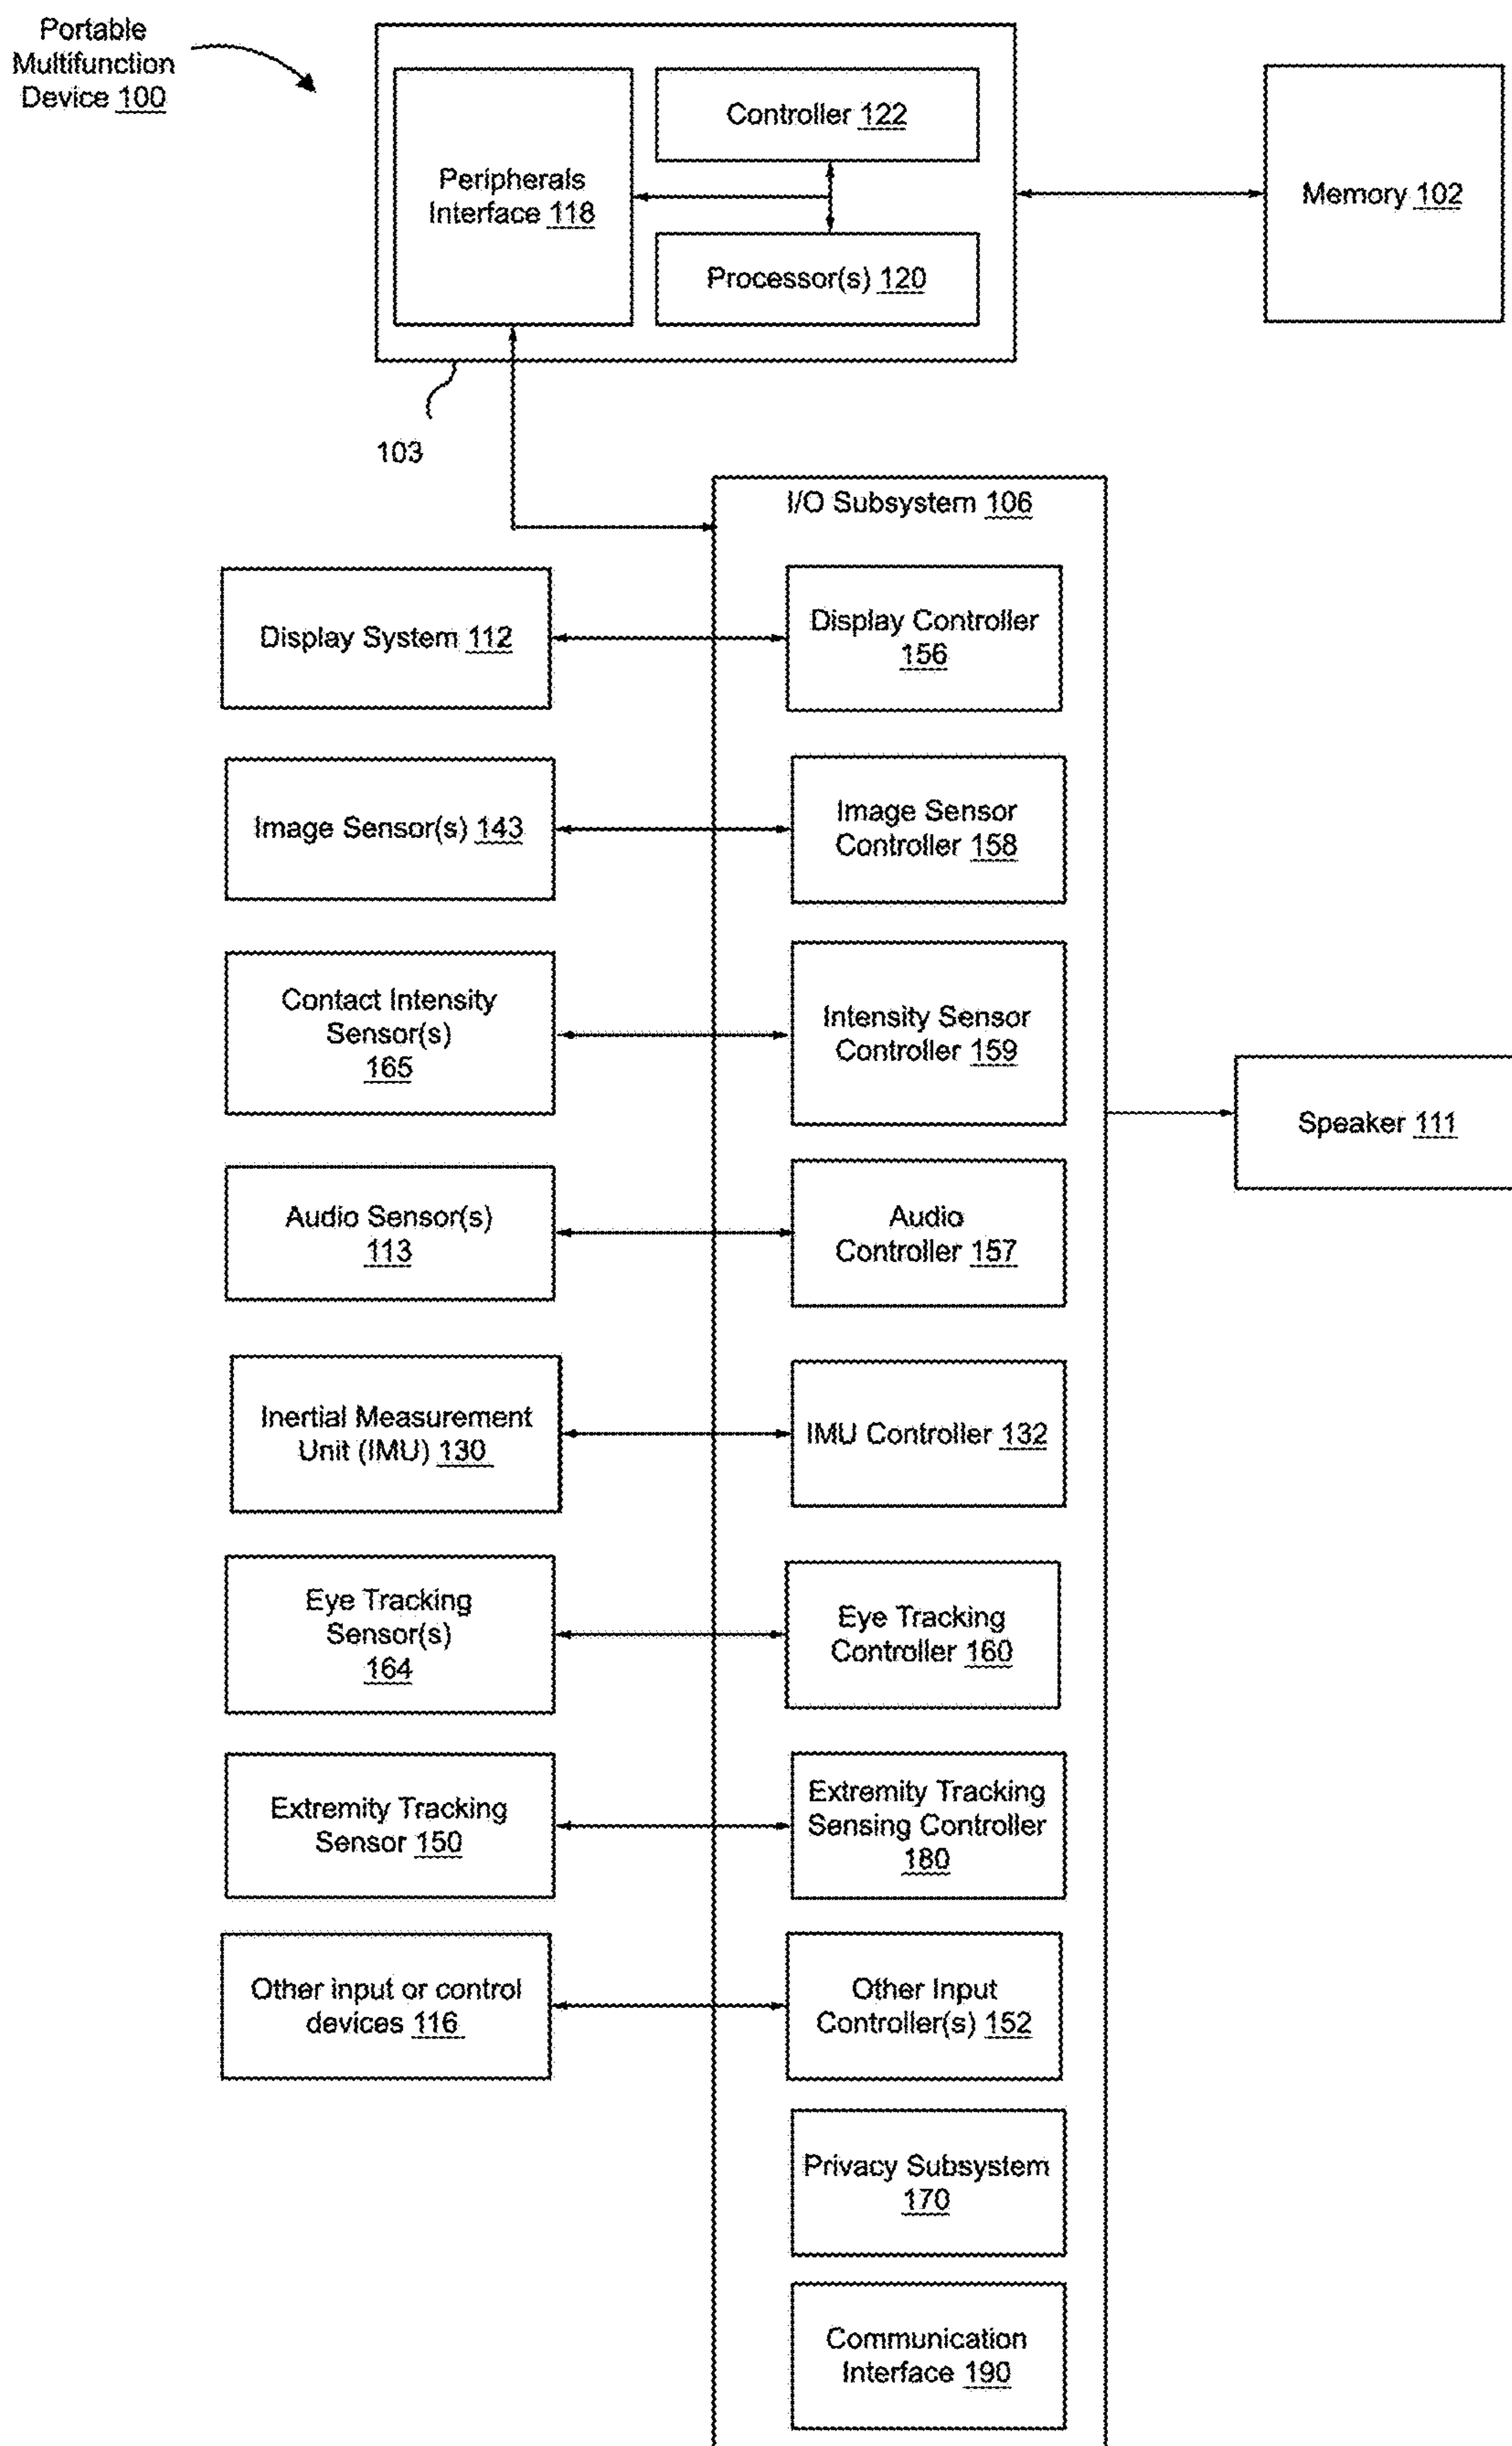 Portable
Multifunction
Device 100
Controller 122
Peripherals
Interface 118
Processor(s) 120
Memory 102
103
I/O Subsystem 106
Display System 112
Display Controller
156
Image Sensor(s) 143
Image Sensor
Controller 158
Contact Intensity
Sensor(s)
165
Intensity Sensor
Controller 159
Speaker 111
Audio Sensor(s)
113
Audio
Controller 157
Inertial Measurement
Unit (IMU) 130
IMU Controller 132
Eye Tracking
Sensor(s)
164
Eye Tracking
Controller 160
Extremity Tracking
Sensor 150
Extremity Tracking
Sensing Controller
180
Other input or control
devices 116
Other Input
Controller(s) 152
Privacy Subsystem
170
Communication
Interface 190